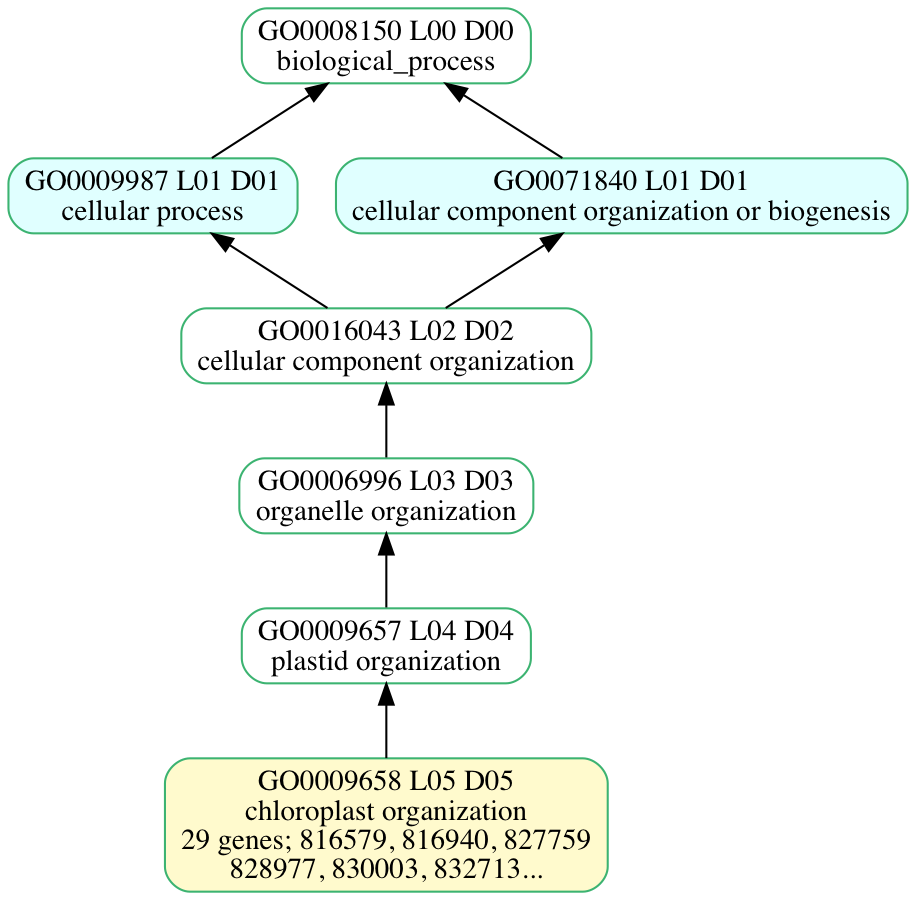 GO0008150 L00 D00
biological_process
GO0009987 L01 D01
cellular process
GO0071840 L01 D01
cellular component organization or biogenesis
GO0016043 L02 D02
cellular component organization
GO0006996 L03 D03
organelle organization
GO0009657 L04 D04
plastid organization
GO0009658 L05 D05
chloroplast organization
29 genes; 816579, 816940, 827759
828977, 830003, 832713...